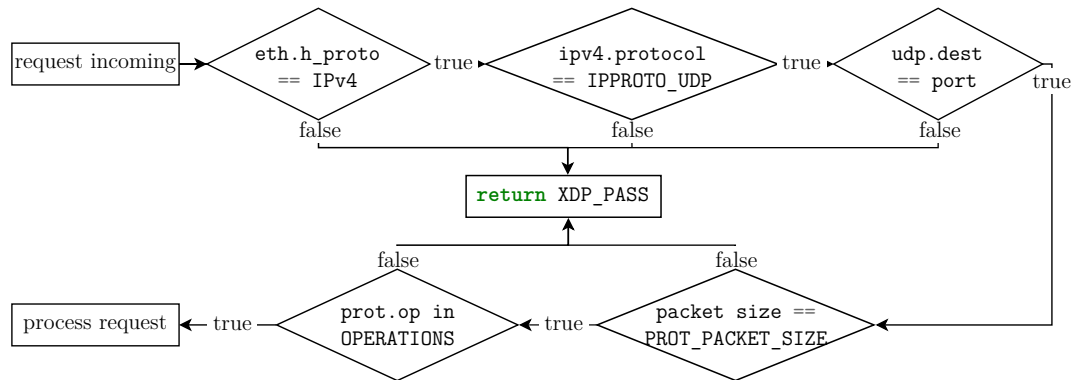 request incoming
eth.h_proto
== IPv4
true
ipv4.protocol
== IPPROTO_UDP
true
udp.dest
== port
true
false
false
false
return XDP_PASS
false
false
process request
true
prot.op in
OPERATIONS
true
packet size ==
PROT_PACKET_SIZE